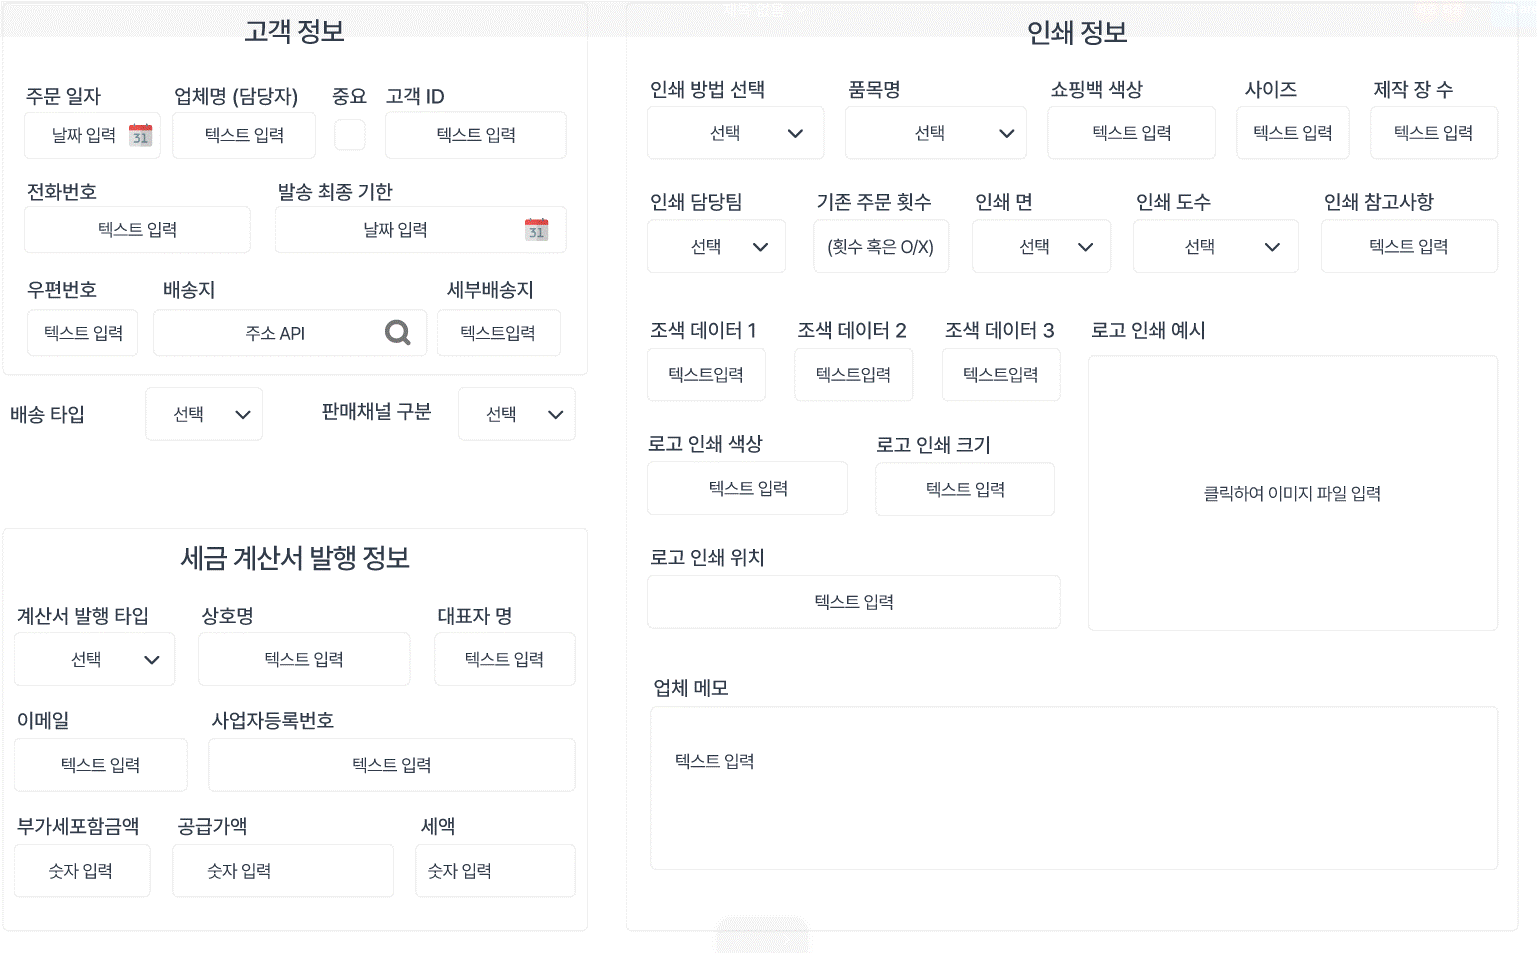 고객 정보
주문 일자
업체명 (담당자)
중요
고객 ID
날짜 입력
31
텍스트 입력
텍스트 입력
전화번호
발송 최종 기한
텍스트 입력
날짜 입력
31
우편번호
배송지
세부배송지
텍스트 입력
주소 API
텍스트입력
배송 타입
선택
판매채널 구분
선택
세금 계산서 발행 정보
계산서 발행 타입
상호명
대표자 명
선택
텍스트 입력
텍스트 입력
이메일
사업자등록번호
텍스트 입력
텍스트 입력
부가세포함금액
공급가액
세액
숫자 입력
숫자 입력
숫자 입력
인쇄 정보
인쇄 방법 선택
품목명
쇼핑백 색상
사이즈
제작 장 수
선택
선택
텍스트 입력
텍스트 입력
텍스트 입력
인쇄 담당팀
기존 주문 횟수
인쇄 면
인쇄 도수
인쇄 참고사항
선택
(횟수 혹은 O/X)
선택
선택
텍스트 입력
조색 데이터 1
조색 데이터 2
조색 데이터 3
로고 인쇄 예시
텍스트입력
텍스트입력
텍스트입력
로고 인쇄 색상
로고 인쇄 크기
텍스트 입력
텍스트 입력
클릭하여 이미지 파일 입력
로고 인쇄 위치
텍스트 입력
업체 메모
텍스트 입력